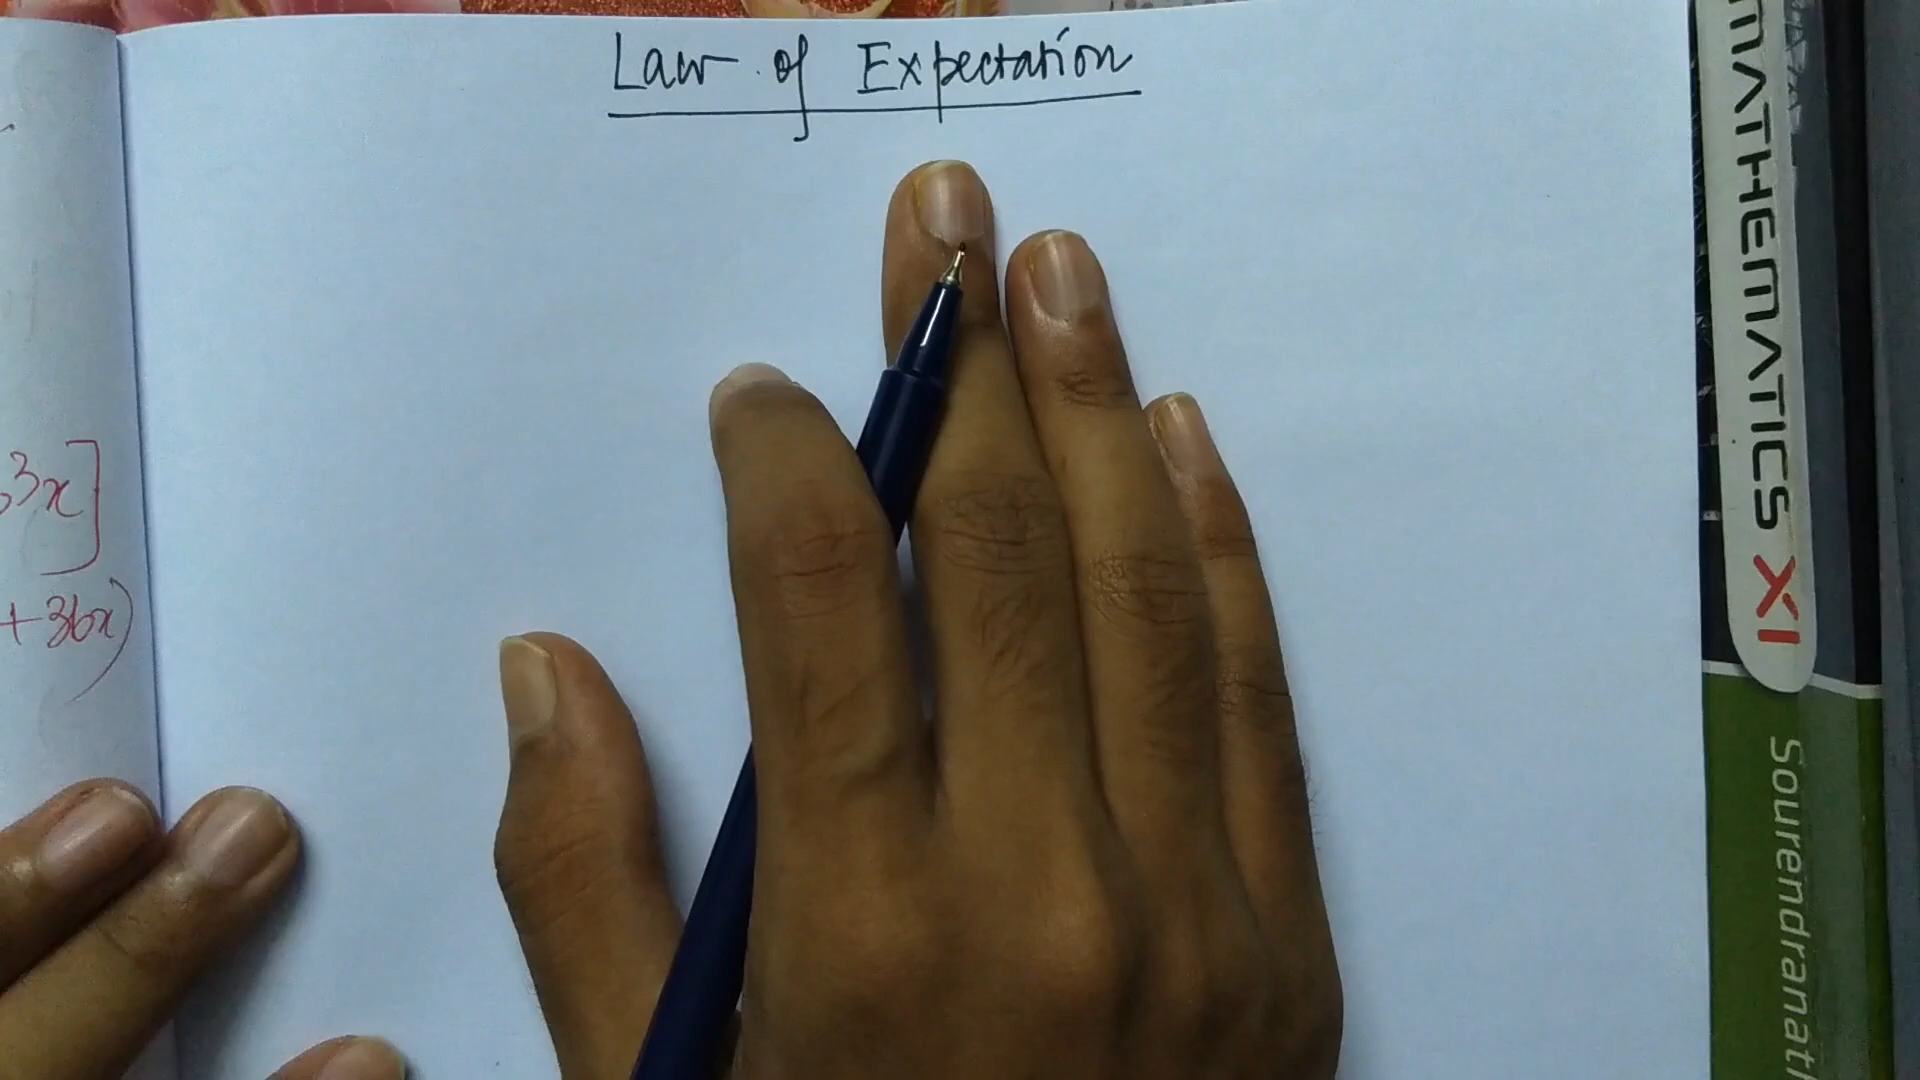 Law of Expectation
3x]
+36x)
MATHEMATICS XI
Sourendranath